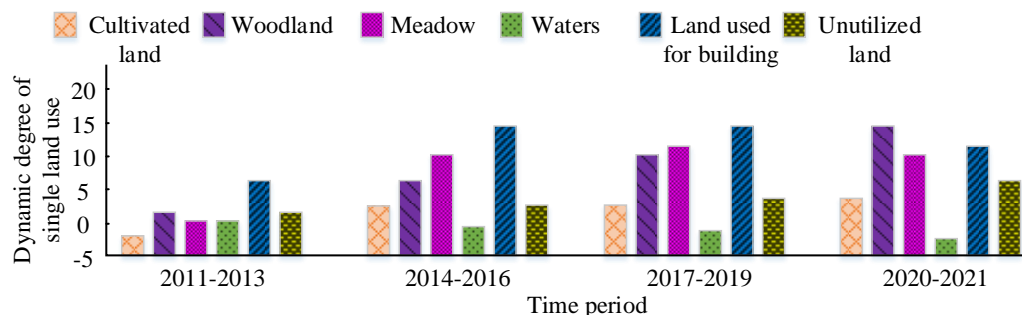 Cultivated land
Woodland
Meadow
Waters
Land used for building
Unutilized land
Dynamic degree of
single land use
20
15
10
5
0
-5
2011-2013
2014-2016
2017-2019
2020-2021
Time period